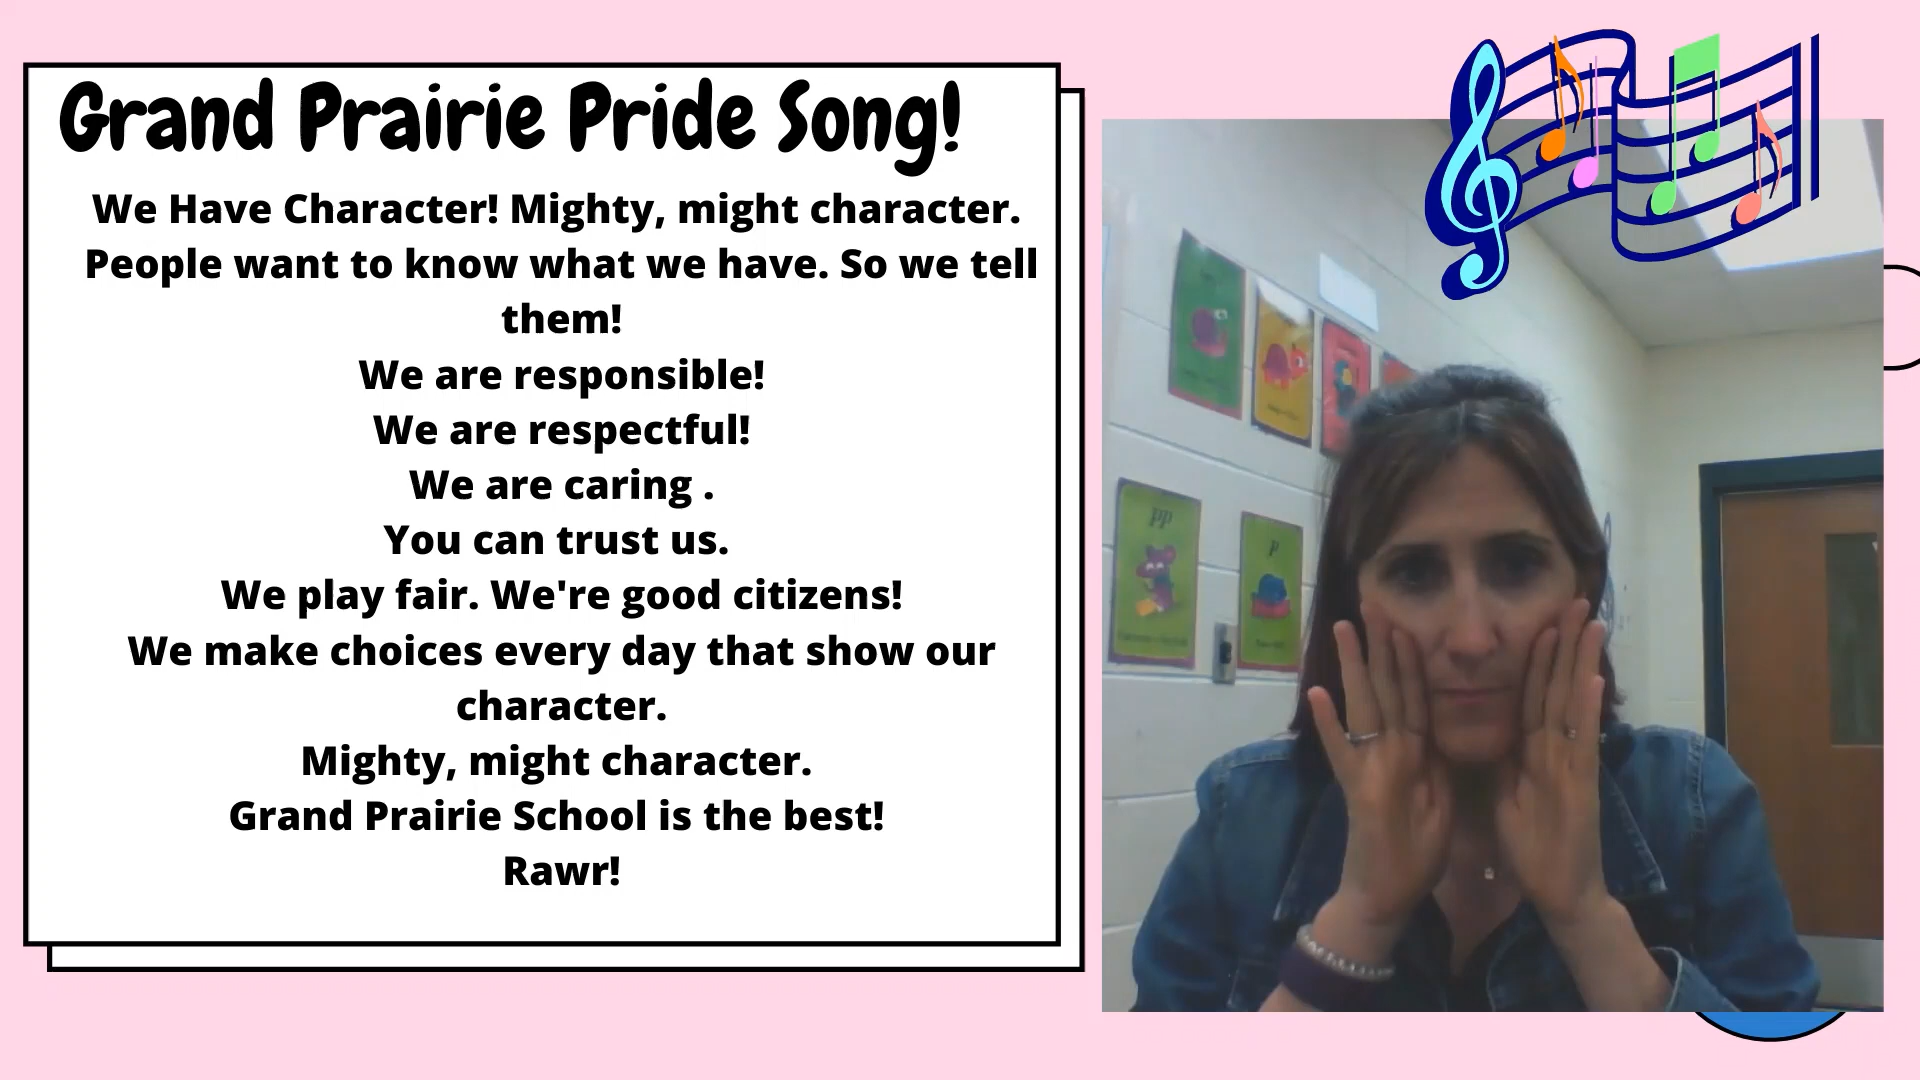 Grand Prairie Pride Song!
We Have Character! Mighty, might character.
People want to know what we have. So we tell
them!
We are responsible!
We are respectful!
We are caring .
You can trust us.
We play fair. We're good citizens!
We make choices every day that show our
character.
Mighty, might character.
Grand Prairie School is the best!
Rawr!
pp
p